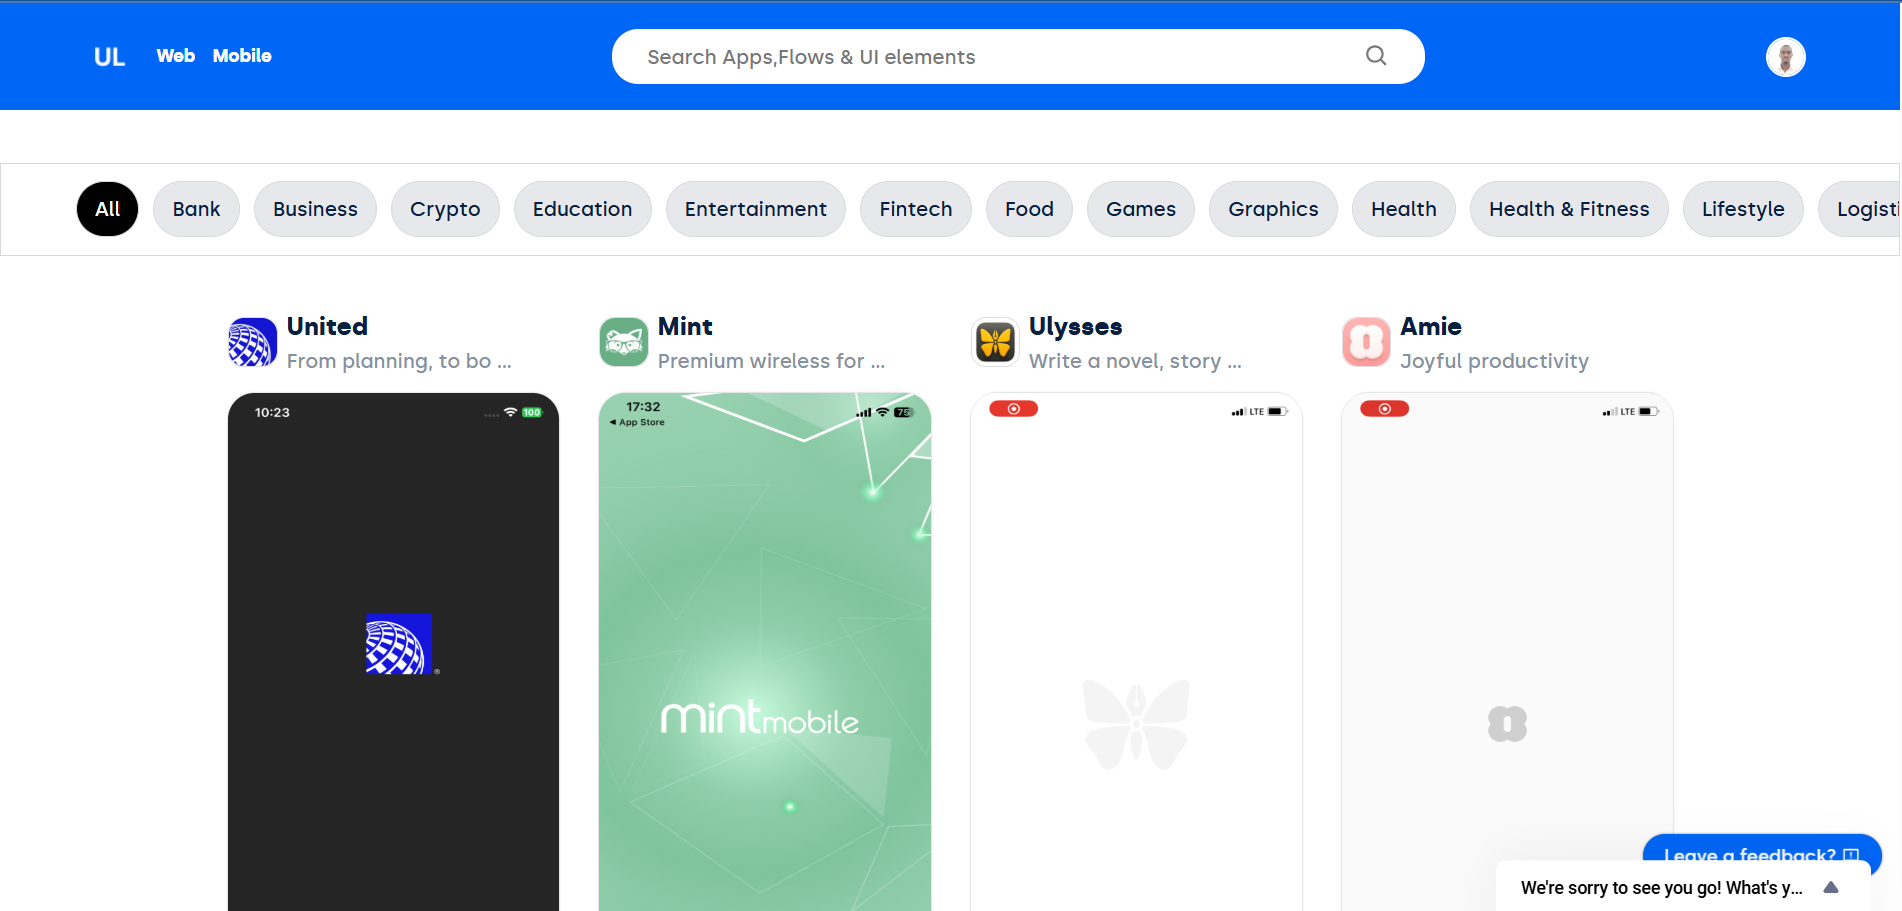 UL Web Mobile Search Apps,Flows & UI elements
All Bank Business Crypto Education Entertainment Fintech Food Games Graphics Health Health & Fitness Lifestyle Logisti
United
From planning, to bo ...
Mint
Premium wireless for ...
Ulysses
Write a novel, story ...
Amie
Joyful productivity
10:23 100
17:32 75
App Store
LTE
LTE
®
mint mobile
Leave a feedback?
We're sorry to see you go! What's y...